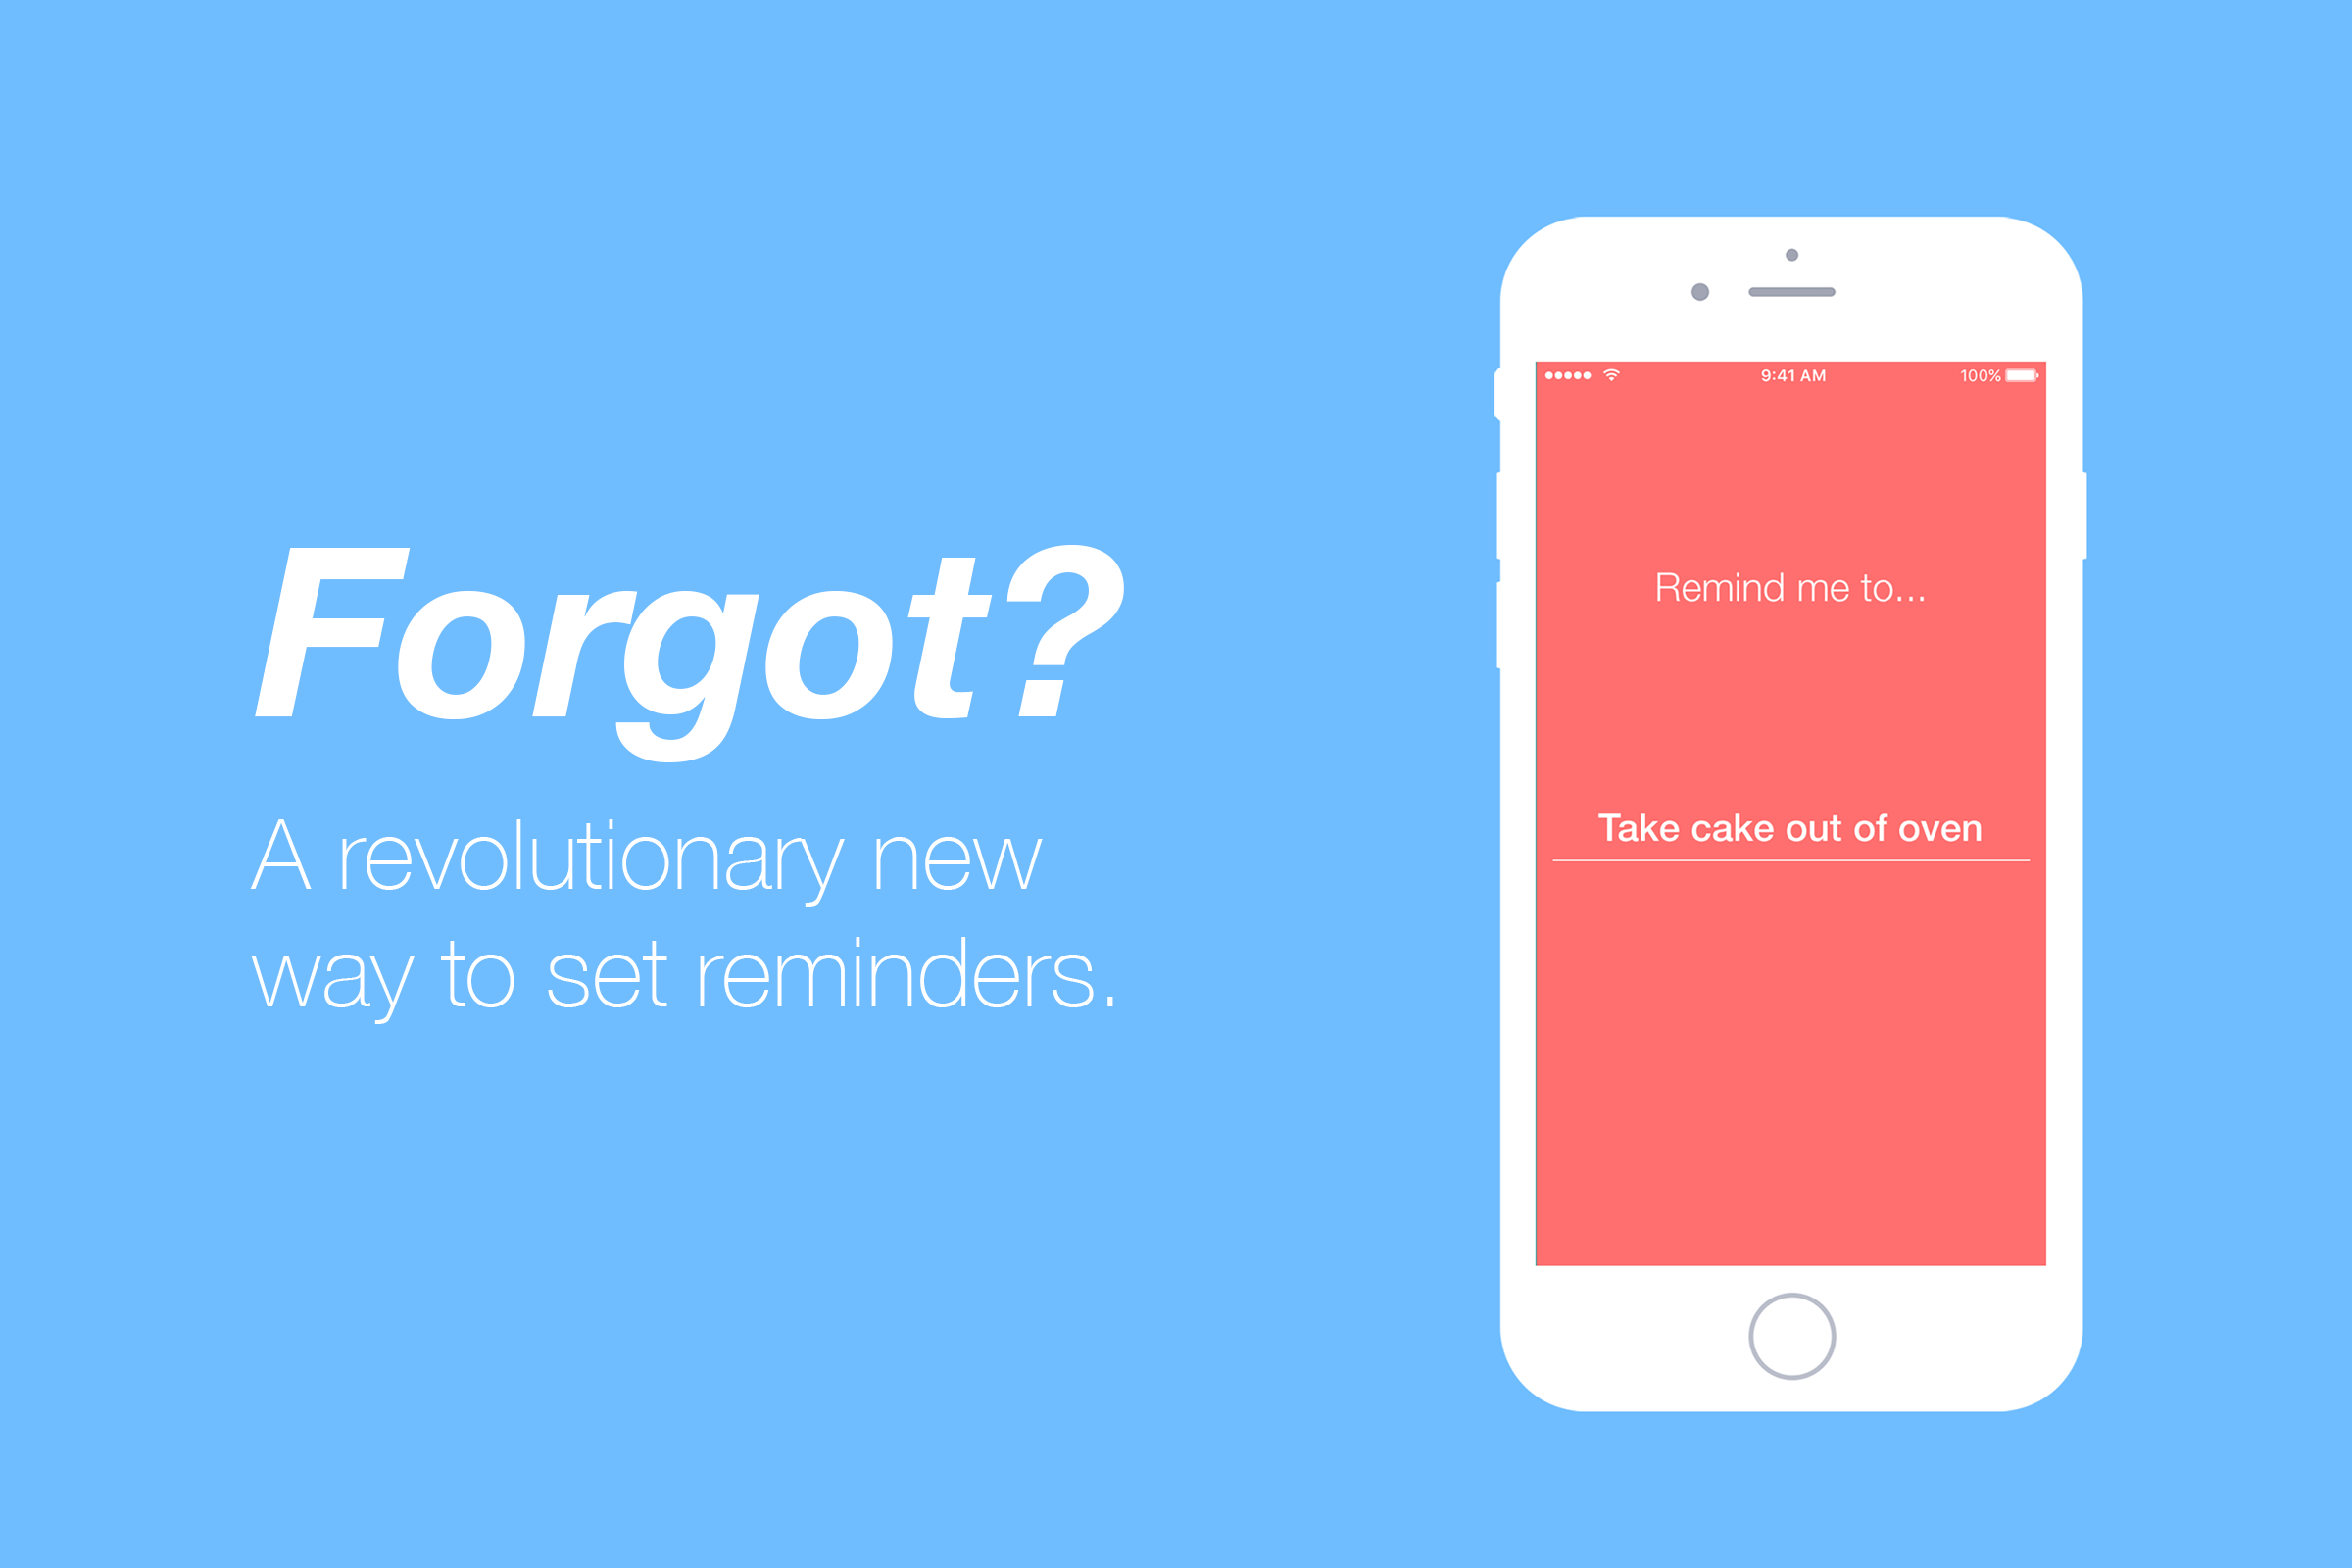 Forgot?
A revolutionary new
way to set reminders.
9:41 AM
100%
Remind me to...
Take cake out of oven